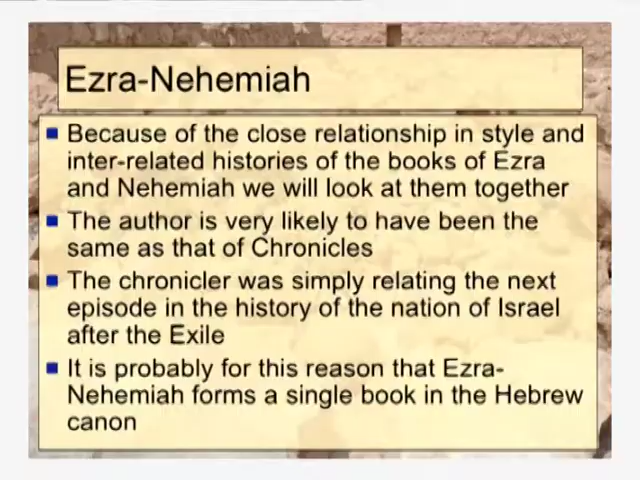 Ezra-Nehemiah
Because of the close relationship in style and
inter-related histories of the books of Ezra
and Nehemiah we will look at them together
The author is very likely to have been the
same as that of Chronicles
The chronicler was simply relating the next
episode in the history of the nation of Israel
after the Exile
It is probably for this reason that Ezra-
Nehemiah forms a single book in the Hebrew
canon